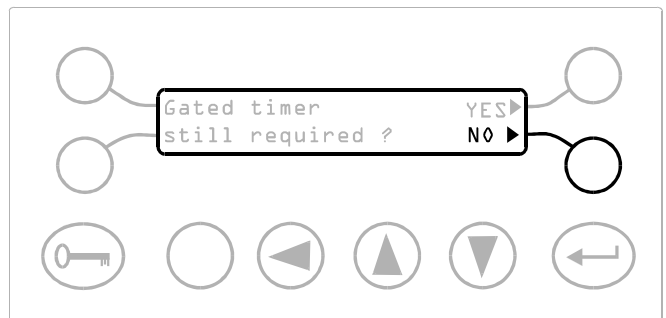 Gated timer YES
still required ? NO